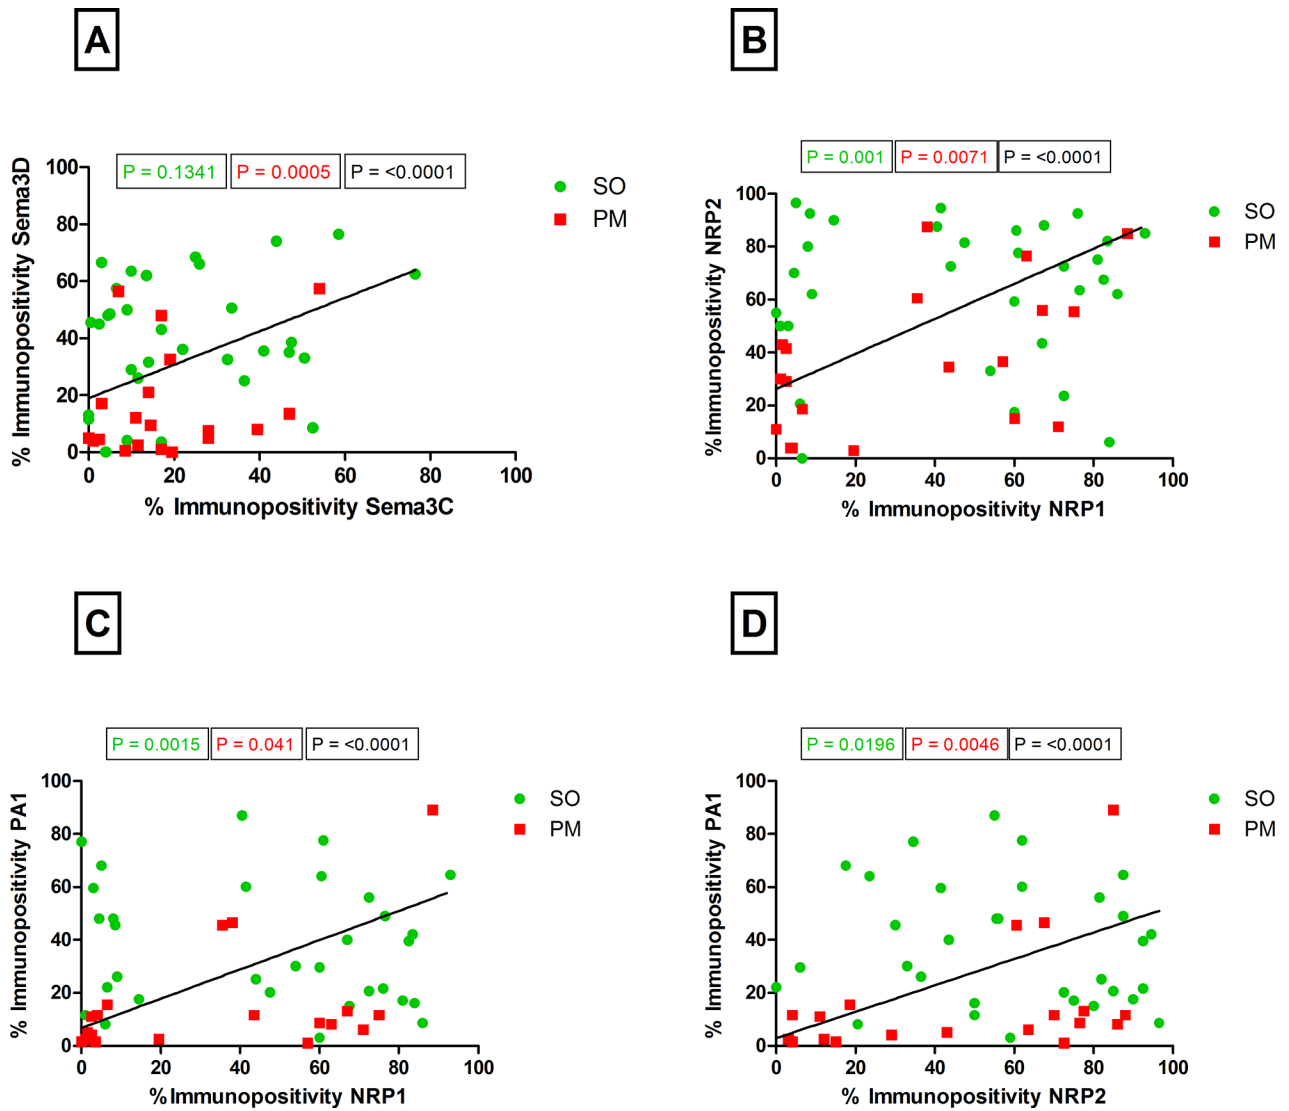 A
P = 0.1341 P = 0.0005 P = <0.0001
% Immunopositivity Sema3D
100
80
60
40
20
0
0 20 40 60 80 100
% Immunopositivity Sema3C
SO
PM
B
P = 0.001 P = 0.0071 P = <0.0001
%Immunopositivity NRP2
100
80
60
40
20
0
0 20 40 60 80 100
% Immunopositivity NRP1
SO
PM
C
P = 0.0015 P = 0.041 P = <0.0001
% Immunopositivity PA1
100
80
60
40
20
0
0 20 40 60 80 100
%Immunopositivity NRP1
SO
PM
D
P = 0.0196 P = 0.0046 P = <0.0001
% Immunopositivity PA1
100
80
60
40
20
0
0 20 40 60 80 100
% Immunopositivity NRP2
SO
PM